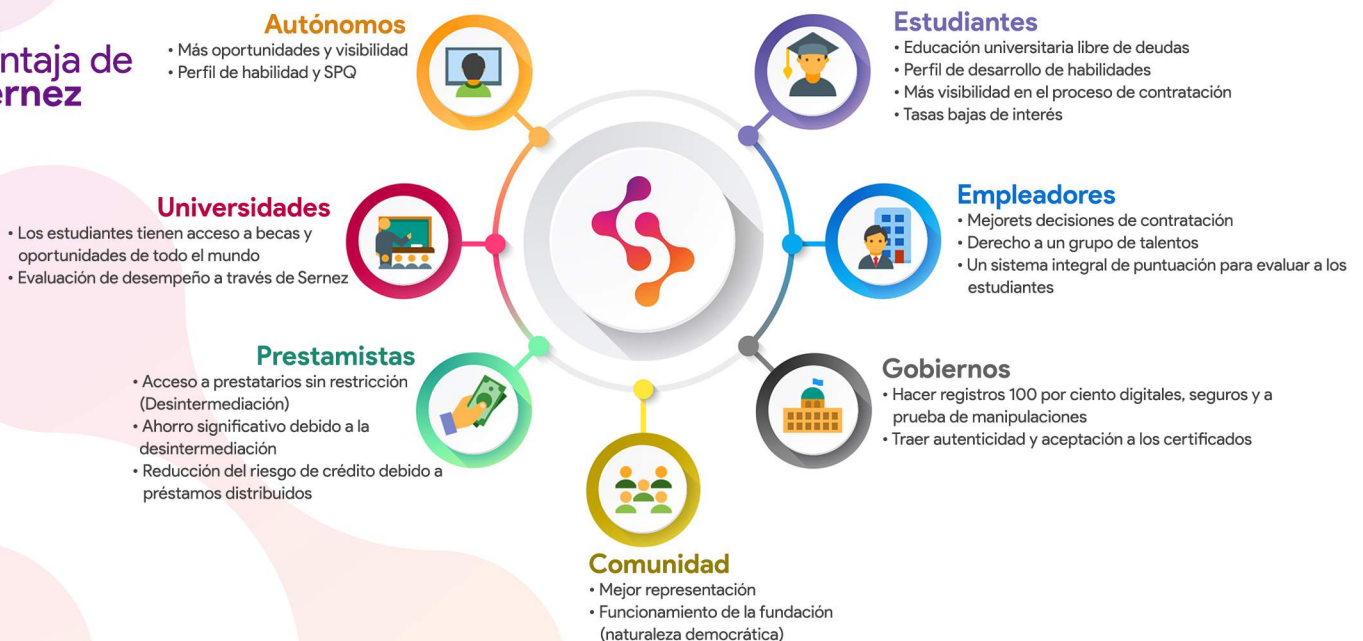 ntaja de
ernez
Autónomos
• Más oportunidades y visibilidad
• Perfil de habilidad y SPQ
Estudiantes
• Educación universitaria libre de deudas
• Perfil de desarrollo de habilidades
• Más visibilidad en el proceso de contratación
• Tasas bajas de interés
Universidades
• Los estudiantes tienen acceso a becas y
oportunidades de todo el mundo
• Evaluación de desempeño a través de Sernez
Empleadores
• Mejorets decisiones de contratación
• Derecho a un grupo de talentos
• Un sistema integral de puntuación para evaluar a los
estudiantes
Prestamistas
• Acceso a prestatarios sin restricción
(Desintermediación)
• Ahorro significativo debido a la
desintermediación
• Reducción del riesgo de crédito debido a
préstamos distribuidos
Gobiernos
• Hacer registros 100 por ciento digitales, seguros y a
prueba de manipulaciones
• Traer autenticidad y aceptación a los certificados
Comunidad
• Mejor representación
• Funcionamiento de la fundación
(naturaleza democrática)